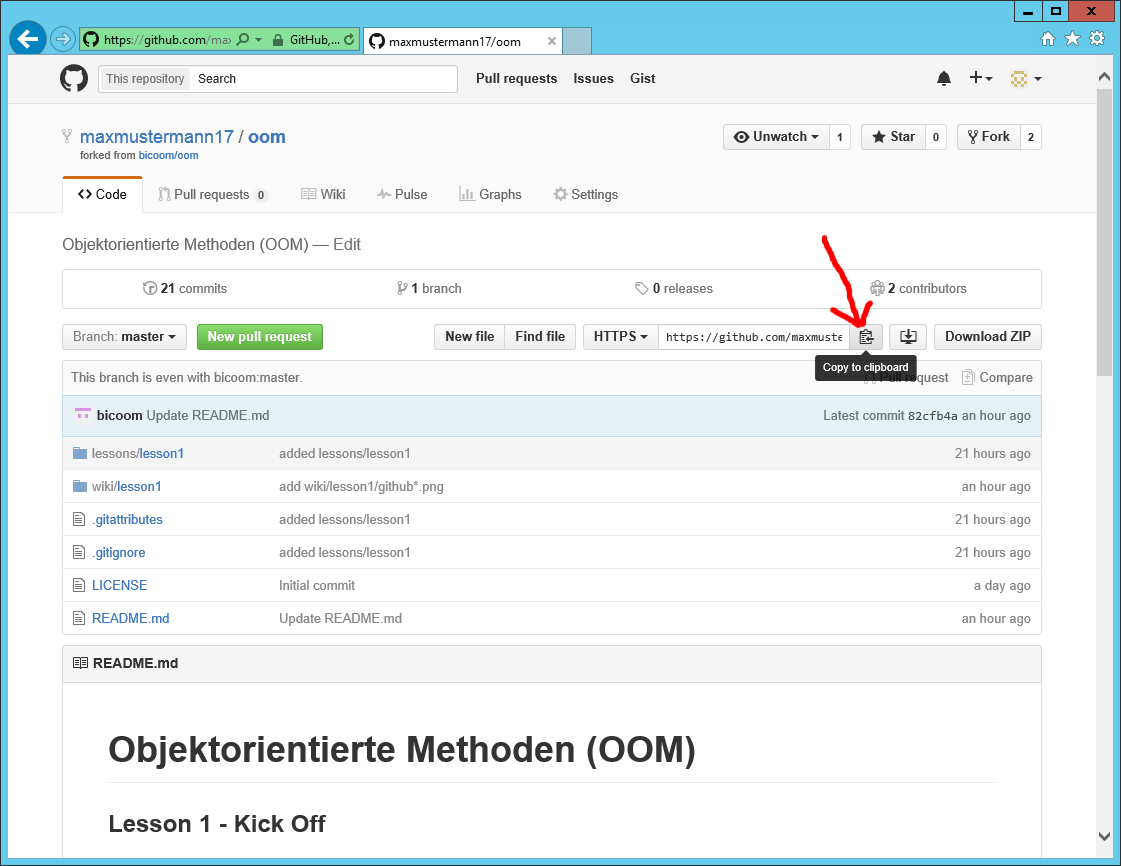 https://github.com/ma GitHub,... maxmustermann17/oom
This repository Search Pull requests Issues Gist
maxmustermann17 / oom Unwatch 1 Star 0 Fork 2
forked from bicoom/oom
Code Pull requests 0 Wiki Pulse Graphs Settings
Objektorientierte Methoden (OOM) — Edit
21 commits 1 branch 0 releases 2 contributors
Branch: master New pull request New file Find file HTTPS https://github.com/maxmuste Download ZIP
Copy to clipboard
This branch is even with bicoom:master. Pull request Compare
bicoom Update README.md Latest commit 82cfb4a an hour ago
lessons/lesson1 added lessons/lesson1 21 hours ago
wiki/lesson1 add wiki/lesson1/github*.png an hour ago
.gitattributes added lessons/lesson1 21 hours ago
.gitignore added lessons/lesson1 21 hours ago
LICENSE Initial commit a day ago
README.md Update README.md an hour ago
README.md
Objektorientierte Methoden (OOM)
Lesson 1 - Kick Off